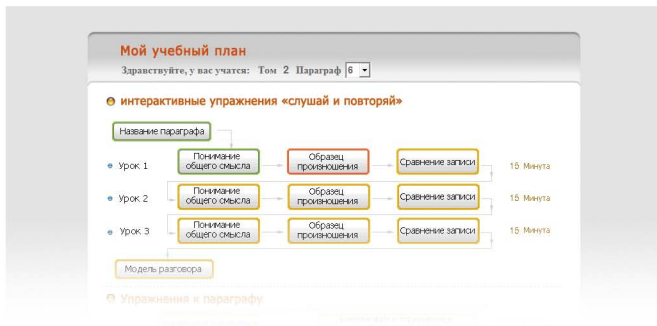 Мой учебный план
Здравствуйте, у вас учатся: Том 2 Параграф 6
интерактивные упражнения «слушай и повторяй»
Название параграфа
Урок 1 Понимание общего смысла Образец произношения Сравнение записи 15 Минута
Урок 2 Понимание общего смысла Образец произношения Сравнение записи 15 Минута
Урок 3 Понимание общего смысла Образец произношения Сравнение записи 15 Минута
Модель разговора
Упражнения к параграфу